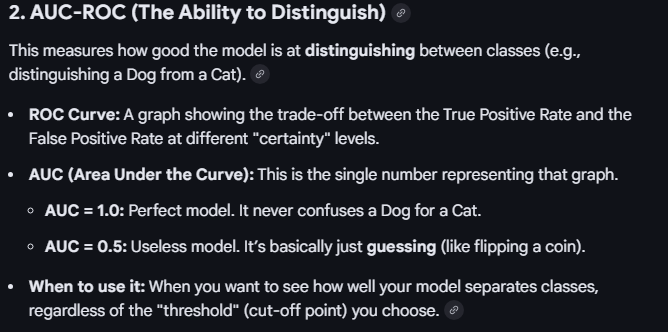 2. AUC-ROC (The Ability to Distinguish)
This measures how good the model is at distinguishing between classes (e.g.,
distinguishing a Dog from a Cat).
• ROC Curve: A graph showing the trade-off between the True Positive Rate and the
False Positive Rate at different "certainty" levels.
• AUC (Area Under the Curve): This is the single number representing that graph.
○ AUC = 1.0: Perfect model. It never confuses a Dog for a Cat.
○ AUC = 0.5: Useless model. It’s basically just guessing (like flipping a coin).
• When to use it: When you want to see how well your model separates classes,
regardless of the "threshold" (cut-off point) you choose.